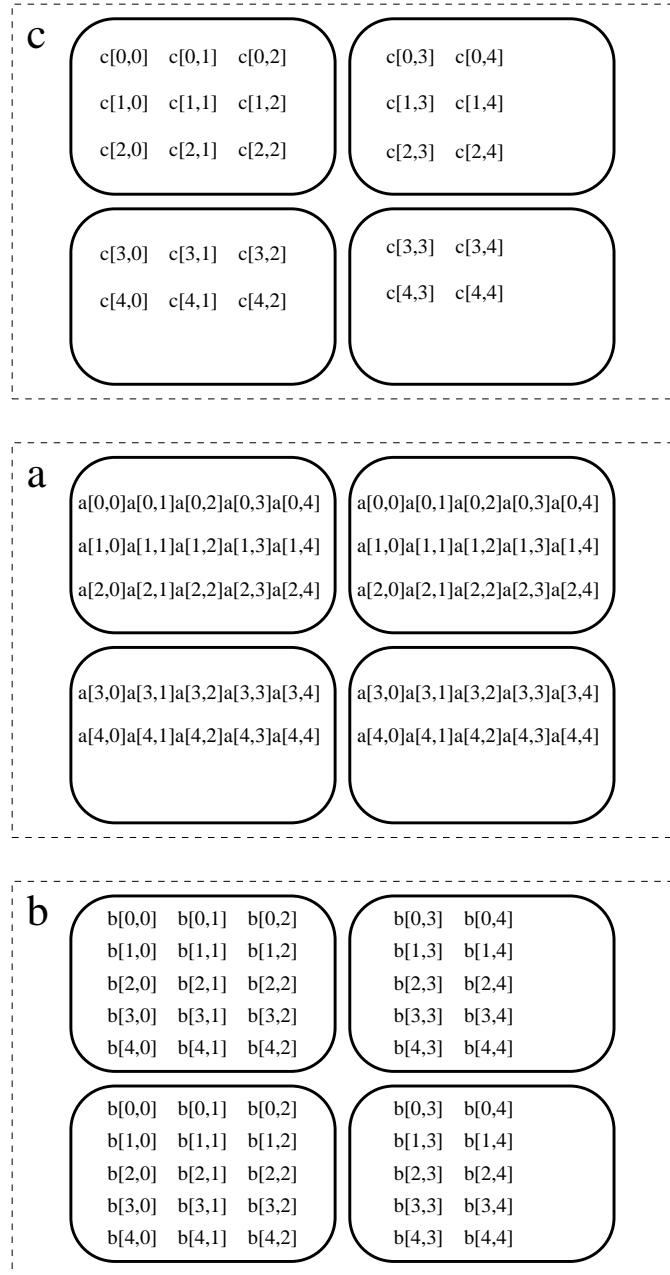 c
c[0,0] c[0,1] c[0,2] c[0,3] c[0,4]
c[1,0] c[1,1] c[1,2] c[1,3] c[1,4]
c[2,0] c[2,1] c[2,2] c[2,3] c[2,4]
c[3,0] c[3,1] c[3,2] c[3,3] c[3,4]
c[4,0] c[4,1] c[4,2] c[4,3] c[4,4]
a
a[0,0]a[0,1]a[0,2]a[0,3]a[0,4] a[0,0]a[0,1]a[0,2]a[0,3]a[0,4]
a[1,0]a[1,1]a[1,2]a[1,3]a[1,4] a[1,0]a[1,1]a[1,2]a[1,3]a[1,4]
a[2,0]a[2,1]a[2,2]a[2,3]a[2,4] a[2,0]a[2,1]a[2,2]a[2,3]a[2,4]
a[3,0]a[3,1]a[3,2]a[3,3]a[3,4] a[3,0]a[3,1]a[3,2]a[3,3]a[3,4]
a[4,0]a[4,1]a[4,2]a[4,3]a[4,4] a[4,0]a[4,1]a[4,2]a[4,3]a[4,4]
b
b[0,0] b[0,1] b[0,2] b[0,3] b[0,4]
b[1,0] b[1,1] b[1,2] b[1,3] b[1,4]
b[2,0] b[2,1] b[2,2] b[2,3] b[2,4]
b[3,0] b[3,1] b[3,2] b[3,3] b[3,4]
b[4,0] b[4,1] b[4,2] b[4,3] b[4,4]
b[0,0] b[0,1] b[0,2] b[0,3] b[0,4]
b[1,0] b[1,1] b[1,2] b[1,3] b[1,4]
b[2,0] b[2,1] b[2,2] b[2,3] b[2,4]
b[3,0] b[3,1] b[3,2] b[3,3] b[3,4]
b[4,0] b[4,1] b[4,2] b[4,3] b[4,4]